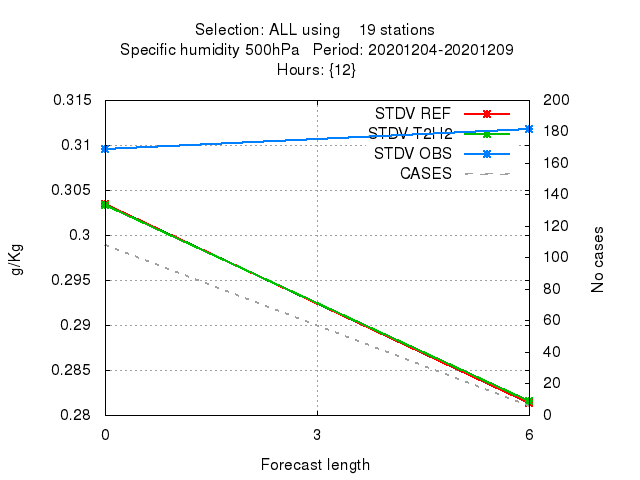 Selection: ALL using 19 stations
Specific humidity 500hPa Period: 20201204-20201209
Hours: {12}
0.315
0.31
0.305
0.3
0.295
0.29
0.285
0.28
g/Kg
STDV REF
STDV T2H2
STDV OBS
CASES
200
180
160
140
120
100
80
60
40
20
0
No cases
0
3
6
Forecast length